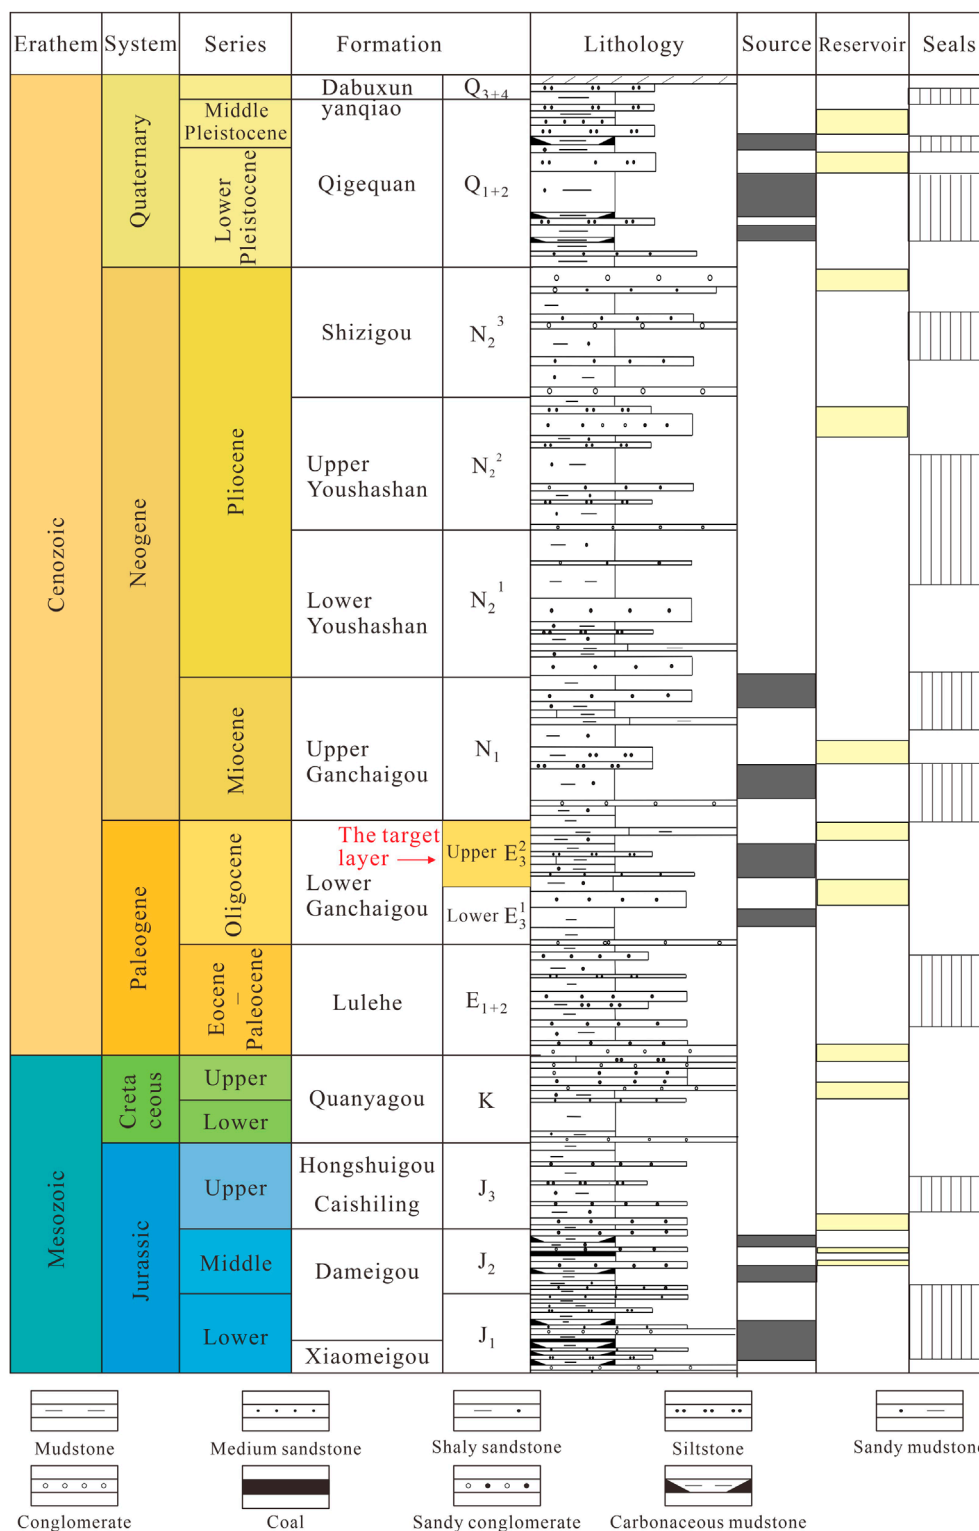 Erathem System Series Formation Lithology Source Reservoir Seals
Cenozoic
Quaternary
Middle
Pleistocene
Lower
Pleistocene
Dabuxun
yanqiao
Q3+4
Qigequan
Q1+2
Neogene
Pliocene
Shizigou
N2^3
Upper
Youshashan
N2^2
Lower
Youshashan
N2^1
Miocene
Upper
Ganchaigou
N1
Paleogene
Oligocene
The target
layer
Lower
Ganchaigou
Upper E3^2
Lower E3^1
Eocene
–
Paleocene
Lulehe
E1+2
Mesozoic
Creta
ceous
Upper
Lower
Quanyagou
K
Jurassic
Upper
Hongshuigou
Caishiling
J3
Middle
Dameigou
J2
Lower
J1
Xiaomeigou
Mudstone
Medium sandstone
Shaly sandstone
Siltstone
Sandy mudstone
Conglomerate
Coal
Sandy conglomerate
Carbonaceous mudstone